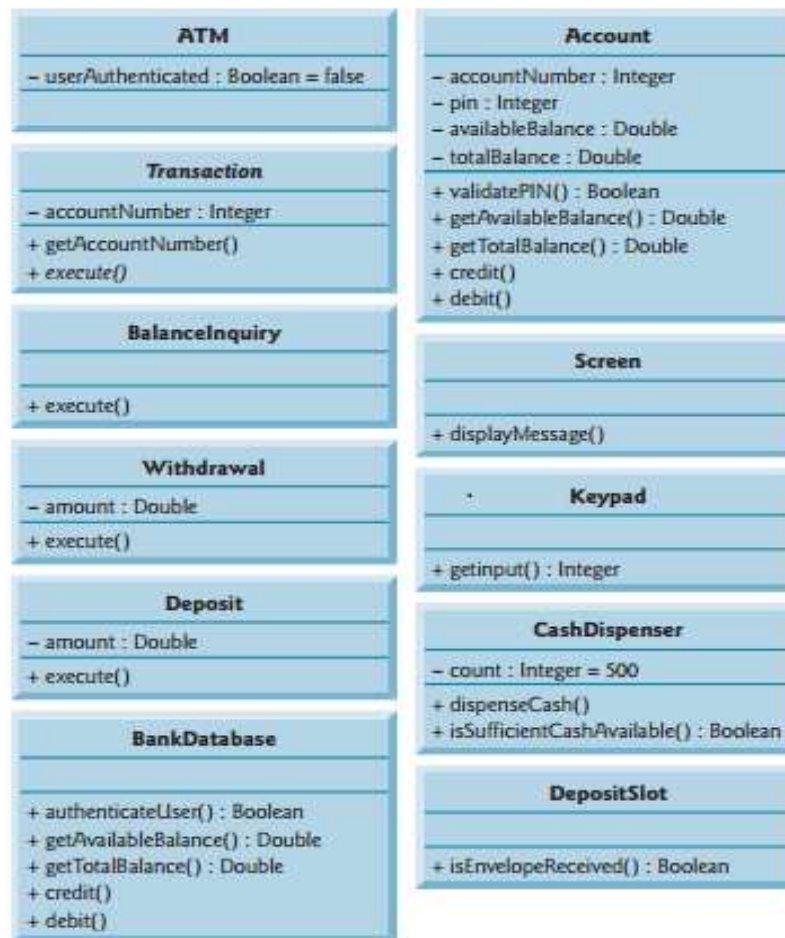 ATM
– userAuthenticated : Boolean = false
Transaction
– accountNumber : Integer
+ getAccountNumber()
+ execute()
BalanceInquiry
+ execute()
Withdrawal
– amount : Double
+ execute()
Deposit
– amount : Double
+ execute()
BankDatabase
+ authenticateUser() : Boolean
+ getAvailableBalance() : Double
+ getTotalBalance() : Double
+ credit()
+ debit()
Account
– accountNumber : Integer
– pin : Integer
– availableBalance : Double
– totalBalance : Double
+ validatePIN() : Boolean
+ getAvailableBalance() : Double
+ getTotalBalance() : Double
+ credit()
+ debit()
Screen
+ displayMessage()
Keypad
+ getinput() : Integer
CashDispenser
– count : Integer = 500
+ dispenseCash()
+ isSufficientCashAvailable() : Boolean
DepositSlot
+ isEnvelopeReceived() : Boolean